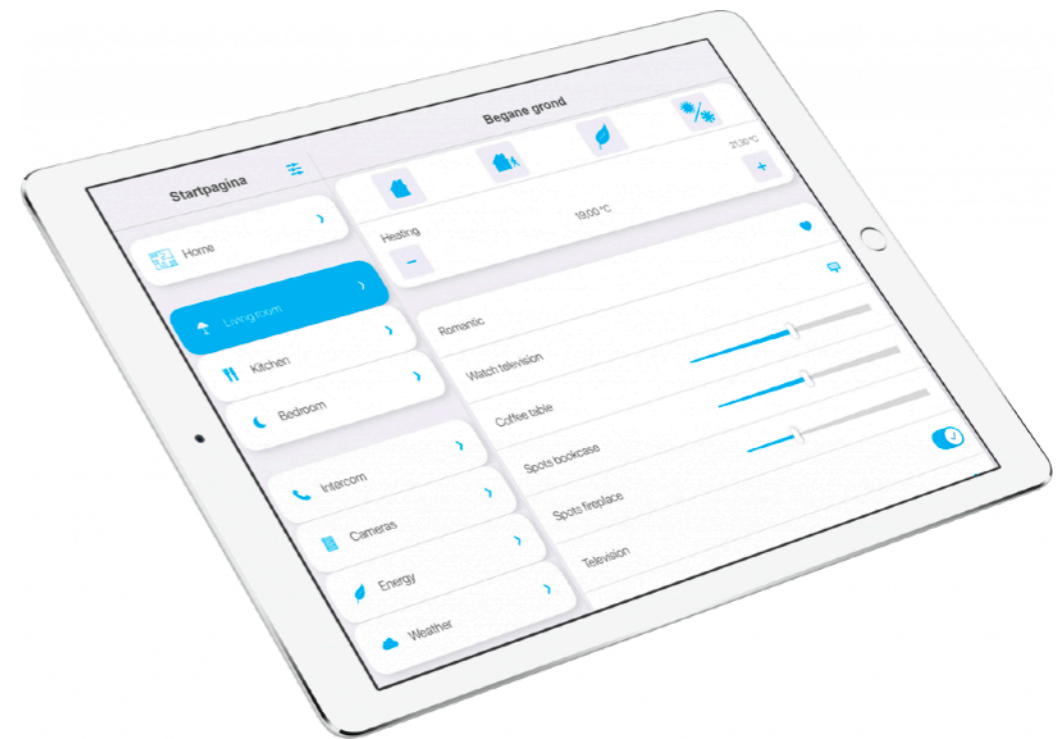 Startpagina
Home
Living room
Kitchen
Bedroom
Intercom
Cameras
Energy
Weather
Begane grond
Heating
19,00 °C
21,30 °C
Romantic
Watch television
Coffee table
Spots bookcase
Spots fireplace
Television